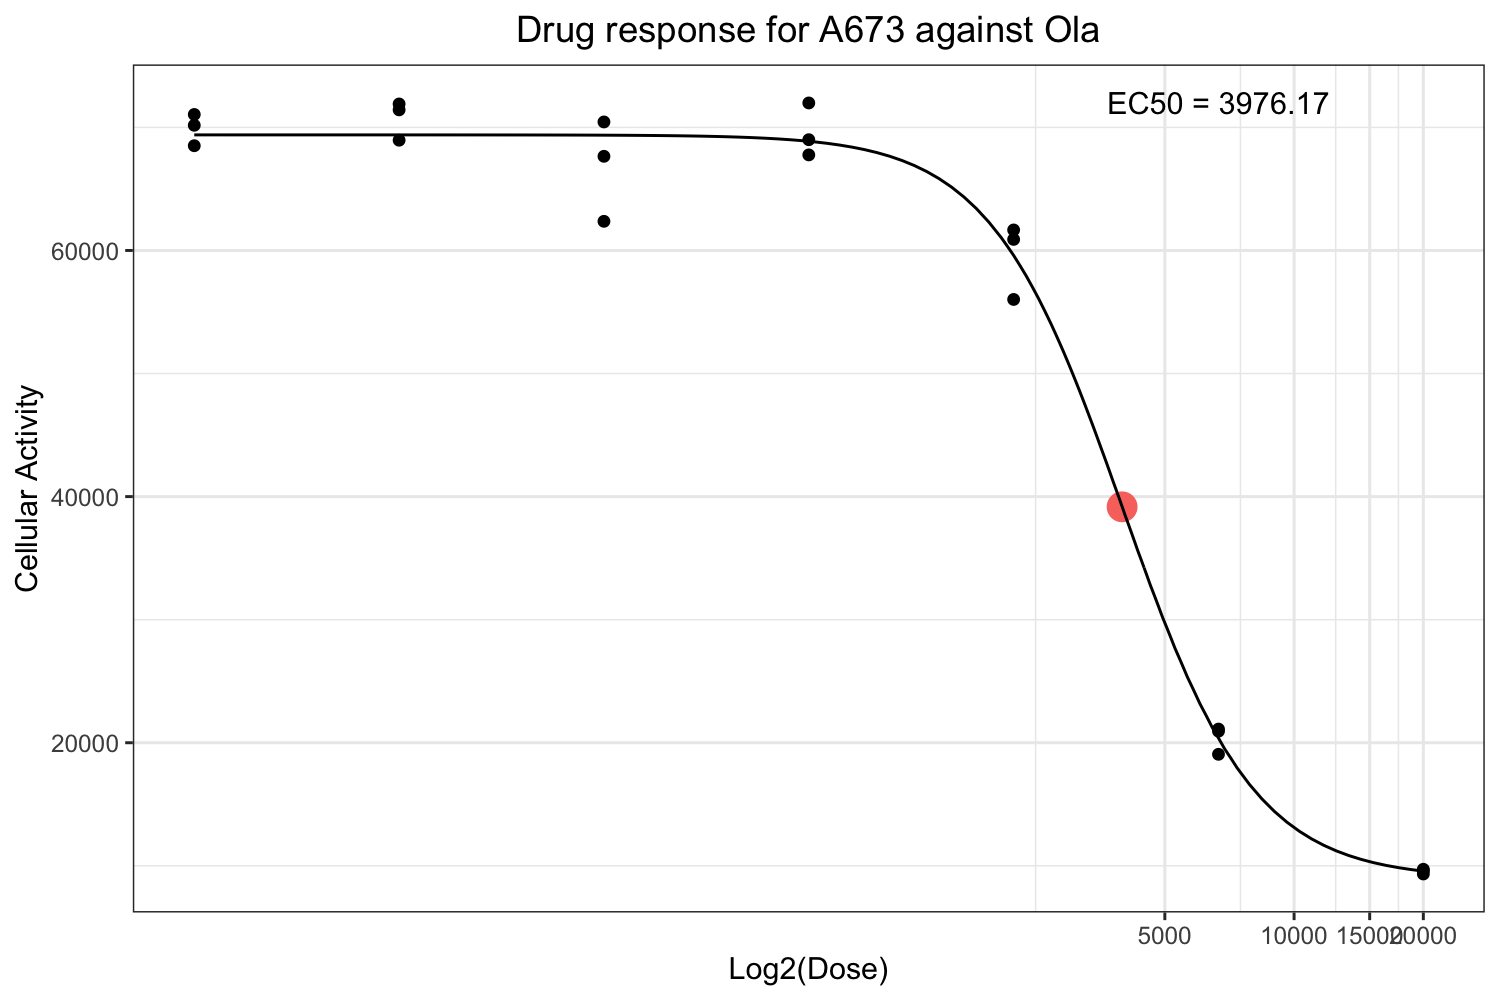 Drug response for A673 against Ola
EC50 = 3976.17
60000
40000
20000
Cellular Activity
5000 10000 15000 20000
Log2(Dose)